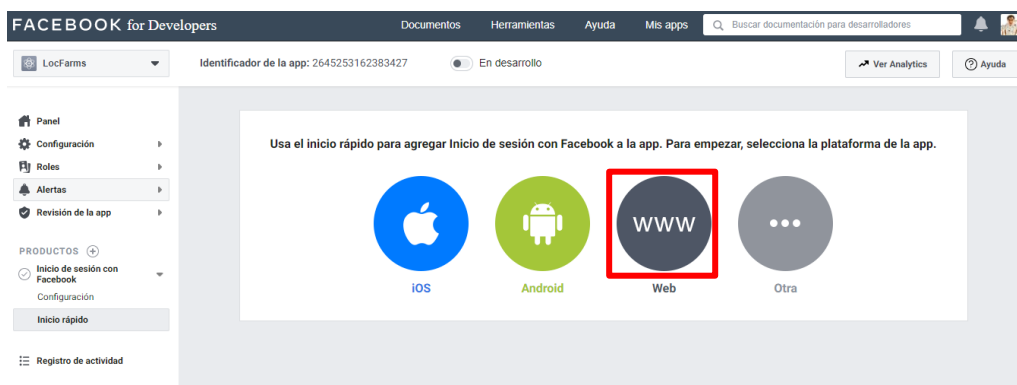 FACEBOOK for Developers
Documentos Herramientas Ayuda Mis apps Buscar documentación para desarrolladores
LocFarms Identificador de la app: 2645253162383427 En desarrollo Ver Analytics Ayuda
Panel
Configuración
Roles
Alertas
Revisión de la app
PRODUCTOS
Inicio de sesión con
Facebook
Configuración
Inicio rápido
Registro de actividad
Usa el inicio rápido para agregar Inicio de sesión con Facebook a la app. Para empezar, selecciona la plataforma de la app.
www
iOS Android Web Otra